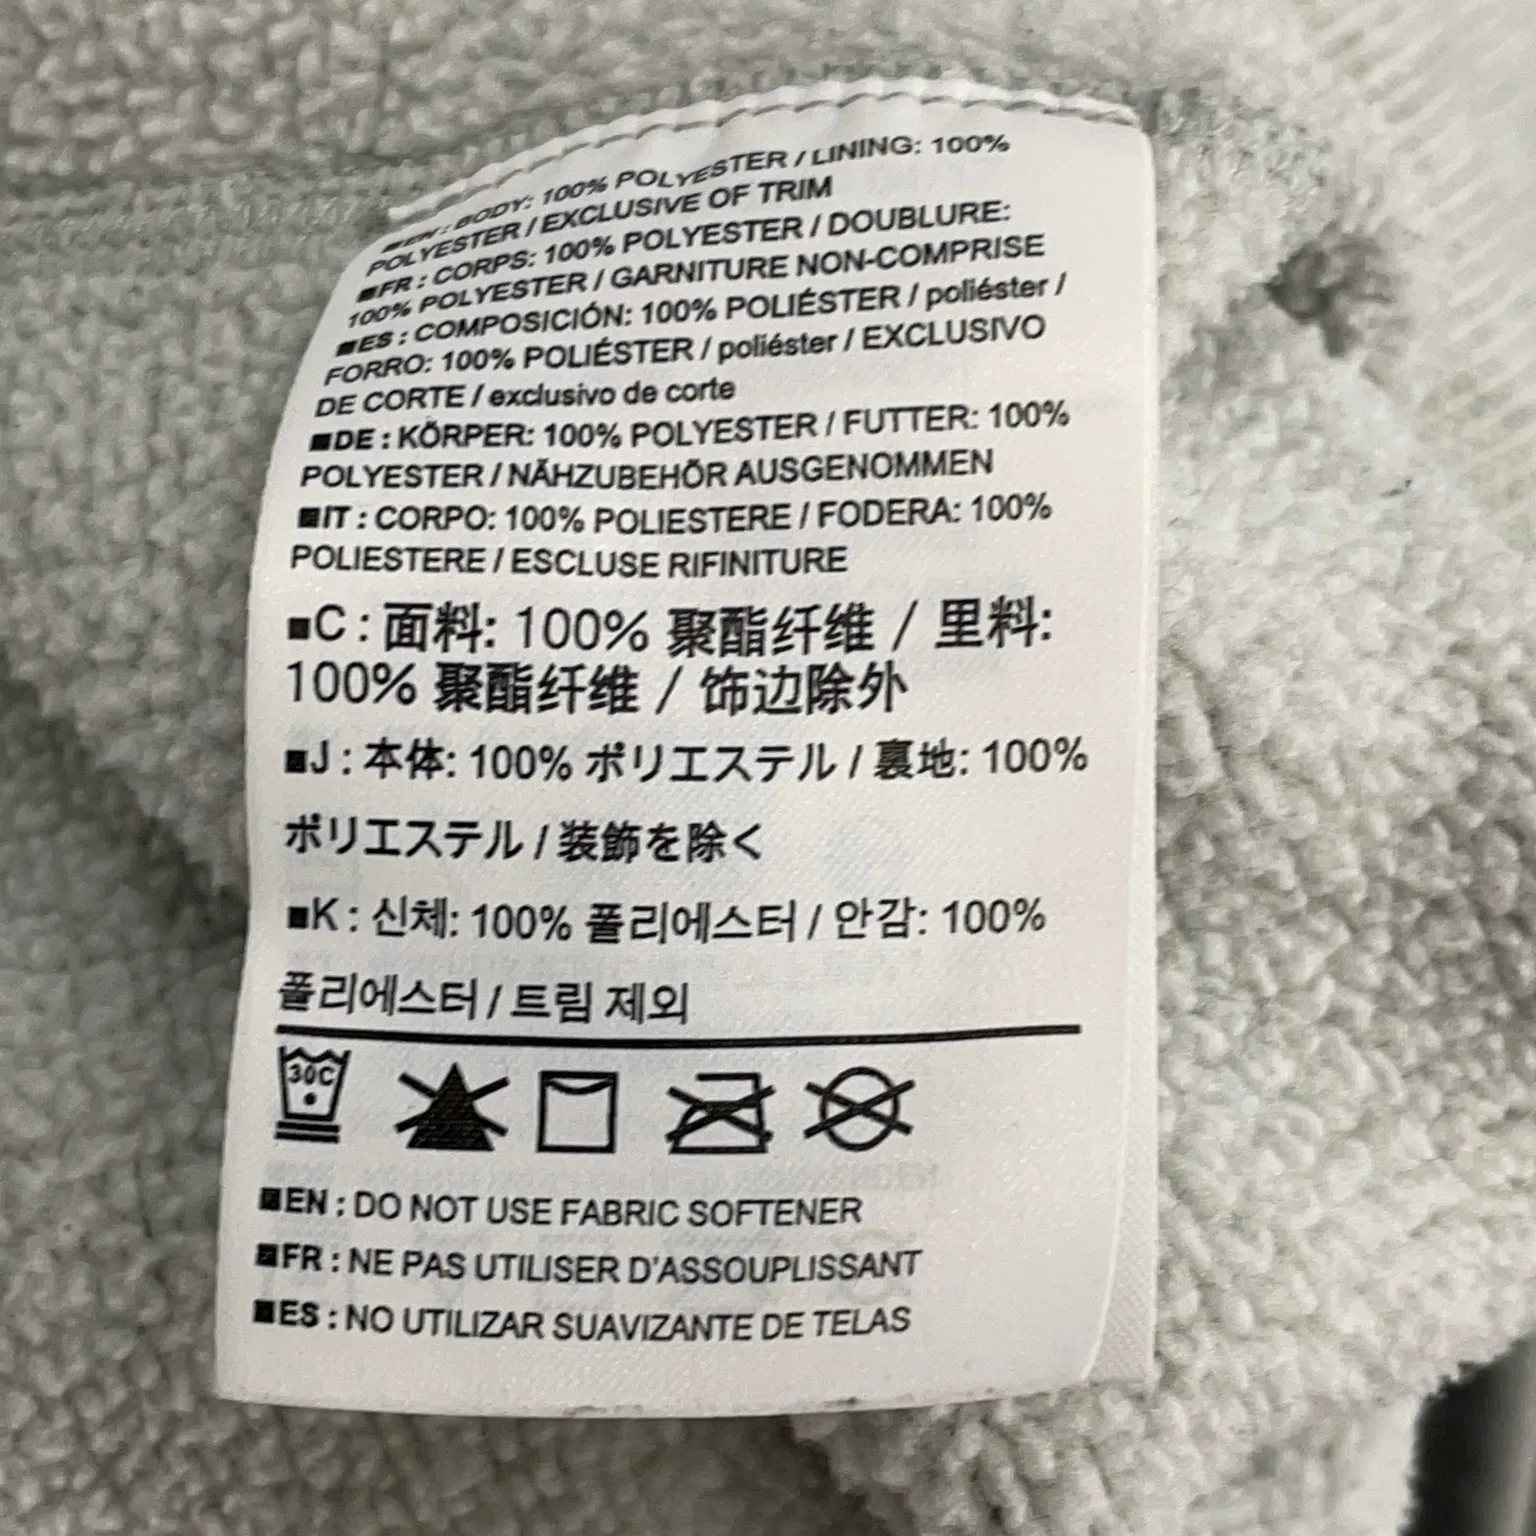 ■EN : BODY: 100% POLYESTER / LINING: 100%
POLYESTER / EXCLUSIVE OF TRIM
■FR : CORPS: 100% POLYESTER / DOUBLURE:
100% POLYESTER / GARNITURE NON-COMPRISE
■ES : COMPOSICIÓN: 100% POLIÉSTER / poliéster /
FORRO: 100% POLIÉSTER / poliéster / EXCLUSIVO
DE CORTE / exclusivo de corte
■DE : KÖRPER: 100% POLYESTER / FUTTER: 100%
POLYESTER / NÄHZUBEHÖR AUSGENOMMEN
■IT : CORPO: 100% POLIESTERE / FODERA: 100%
POLIESTERE / ESCLUSE RIFINITURE
■C : 面料: 100% 聚酯纤维 / 里料:
100% 聚酯纤维 / 饰边除外
■J : 本体: 100% ポリエステル / 裏地: 100%
ポリエステル / 装飾を除く
■K : 신체: 100% 폴리에스터 / 안감: 100%
폴리에스터 / 트림 제외
30C
■EN : DO NOT USE FABRIC SOFTENER
■FR : NE PAS UTILISER D'ASSOUPLISSANT
■ES : NO UTILIZAR SUAVIZANTE DE TELAS